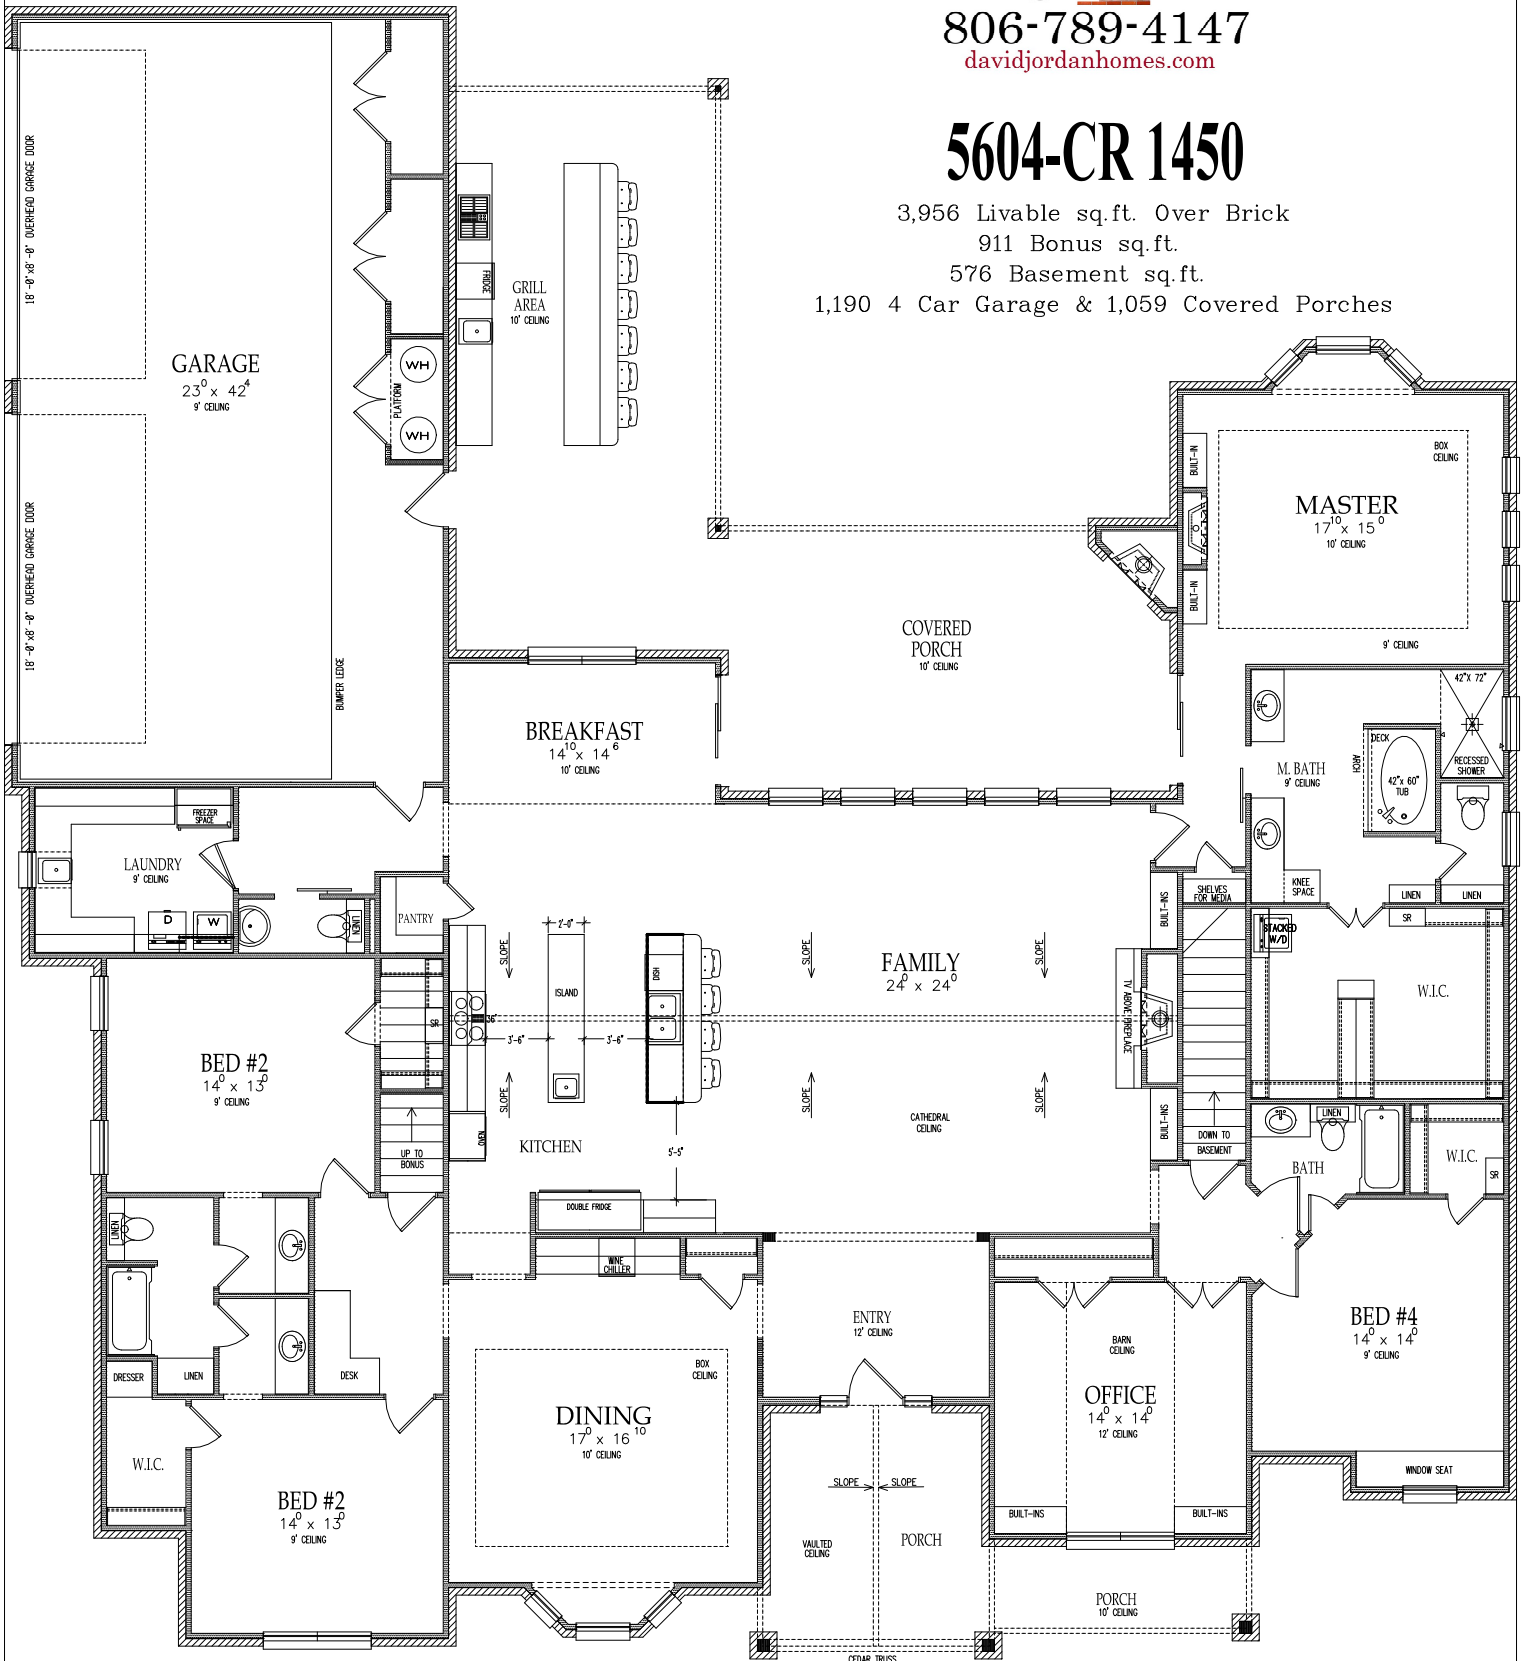 806-789-4147
davidjordanhomes.com
5604-CR 1450
3,956 Livable sq.ft. Over Brick
911 Bonus sq.ft.
576 Basement sq.ft.
1,190 4 Car Garage & 1,059 Covered Porches
18'-0"x8'-0" OVERHEAD GARAGE DOOR
GARAGE
23⁰ x 42⁴
9' CEILING
WH
PLATFORM
WH
18'-0"x8'-0" OVERHEAD GARAGE DOOR
BUMPER LEDGE
FRIDGE
GRILL
AREA
10' CEILING
COVERED
PORCH
10' CEILING
BUILT-IN
BUILT-IN
BOX
CEILING
MASTER
17¹⁰ x 15⁰
10' CEILING
9' CEILING
BREAKFAST
14¹⁰ x 14⁶
10' CEILING
M. BATH
9' CEILING
ARCH
DECK
42"x 60"
TUB
42"X 72"
RECESSED
SHOWER
KNEE
SPACE
LINEN
LINEN
FREEZER
SPACE
LAUNDRY
9' CEILING
D
W
LINEN
PANTRY
SHELVES
FOR MEDIA
BUILT-INS
STACKED
W/D
SR
W.I.C.
2'-0"
ISLAND
DISH
36"
3'-6"
3'-6"
SLOPE
SLOPE
SLOPE
FAMILY
24⁰ x 24⁰
TV ABOVE FIREPLACE
SLOPE
SLOPE
SLOPE
CATHEDRAL
CEILING
BUILT-INS
DOWN TO
BASEMENT
BED #2
14⁰ x 13⁰
9' CEILING
SR
UP TO
BONUS
OVEN
KITCHEN
5'-5"
DOUBLE FRIDGE
LINEN
BATH
W.I.C.
SR
LINEN
WINE
CHILLER
ENTRY
12' CEILING
BARN
CEILING
OFFICE
14⁰ x 14⁰
12' CEILING
BED #4
14⁰ x 14⁰
9' CEILING
WINDOW SEAT
DRESSER
LINEN
DESK
W.I.C.
BED #2
14⁰ x 13⁰
9' CEILING
BOX
CEILING
DINING
17⁰ x 16¹⁰
10' CEILING
SLOPE
SLOPE
VAULTED
CEILING
PORCH
BUILT-INS
BUILT-INS
PORCH
10' CEILING
CEDAR TRUSS